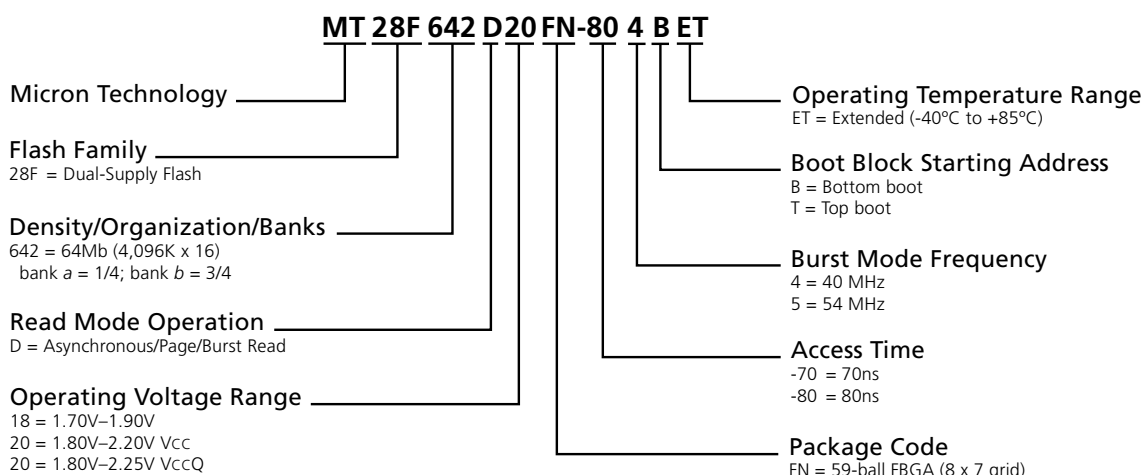 MT 28F 642 D20 FN-80 4 B ET
Micron Technology
Flash Family
28F = Dual-Supply Flash
Density/Organization/Banks
642 = 64Mb (4,096K x 16)
bank a = 1/4; bank b = 3/4
Read Mode Operation
D = Asynchronous/Page/Burst Read
Operating Voltage Range
18 = 1.70V–1.90V
20 = 1.80V–2.20V VCC
20 = 1.80V–2.25V VCCQ
Operating Temperature Range
ET = Extended (-40ºC to +85ºC)
Boot Block Starting Address
B = Bottom boot
T = Top boot
Burst Mode Frequency
4 = 40 MHz
5 = 54 MHz
Access Time
-70 = 70ns
-80 = 80ns
Package Code
FN = 59-ball FBGA (8 x 7 grid)